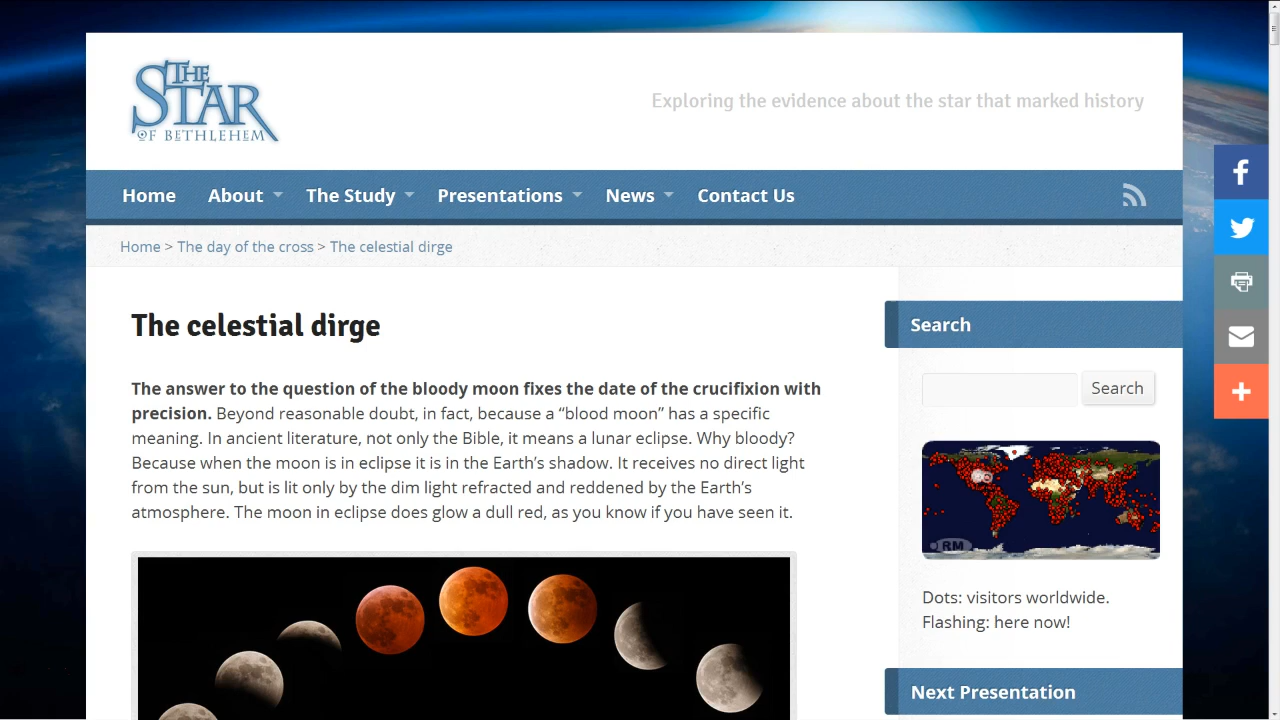 THE
STAR
OF BETHLEHEM
Exploring the evidence about the star that marked history
Home About The Study Presentations News Contact Us
Home > The day of the cross > The celestial dirge
The celestial dirge
The answer to the question of the bloody moon fixes the date of the crucifixion with
precision. Beyond reasonable doubt, in fact, because a “blood moon” has a specific
meaning. In ancient literature, not only the Bible, it means a lunar eclipse. Why bloody?
Because when the moon is in eclipse it is in the Earth’s shadow. It receives no direct light
from the sun, but is lit only by the dim light refracted and reddened by the Earth’s
atmosphere. The moon in eclipse does glow a dull red, as you know if you have seen it.
Search
Search
RM
Dots: visitors worldwide.
Flashing: here now!
Next Presentation